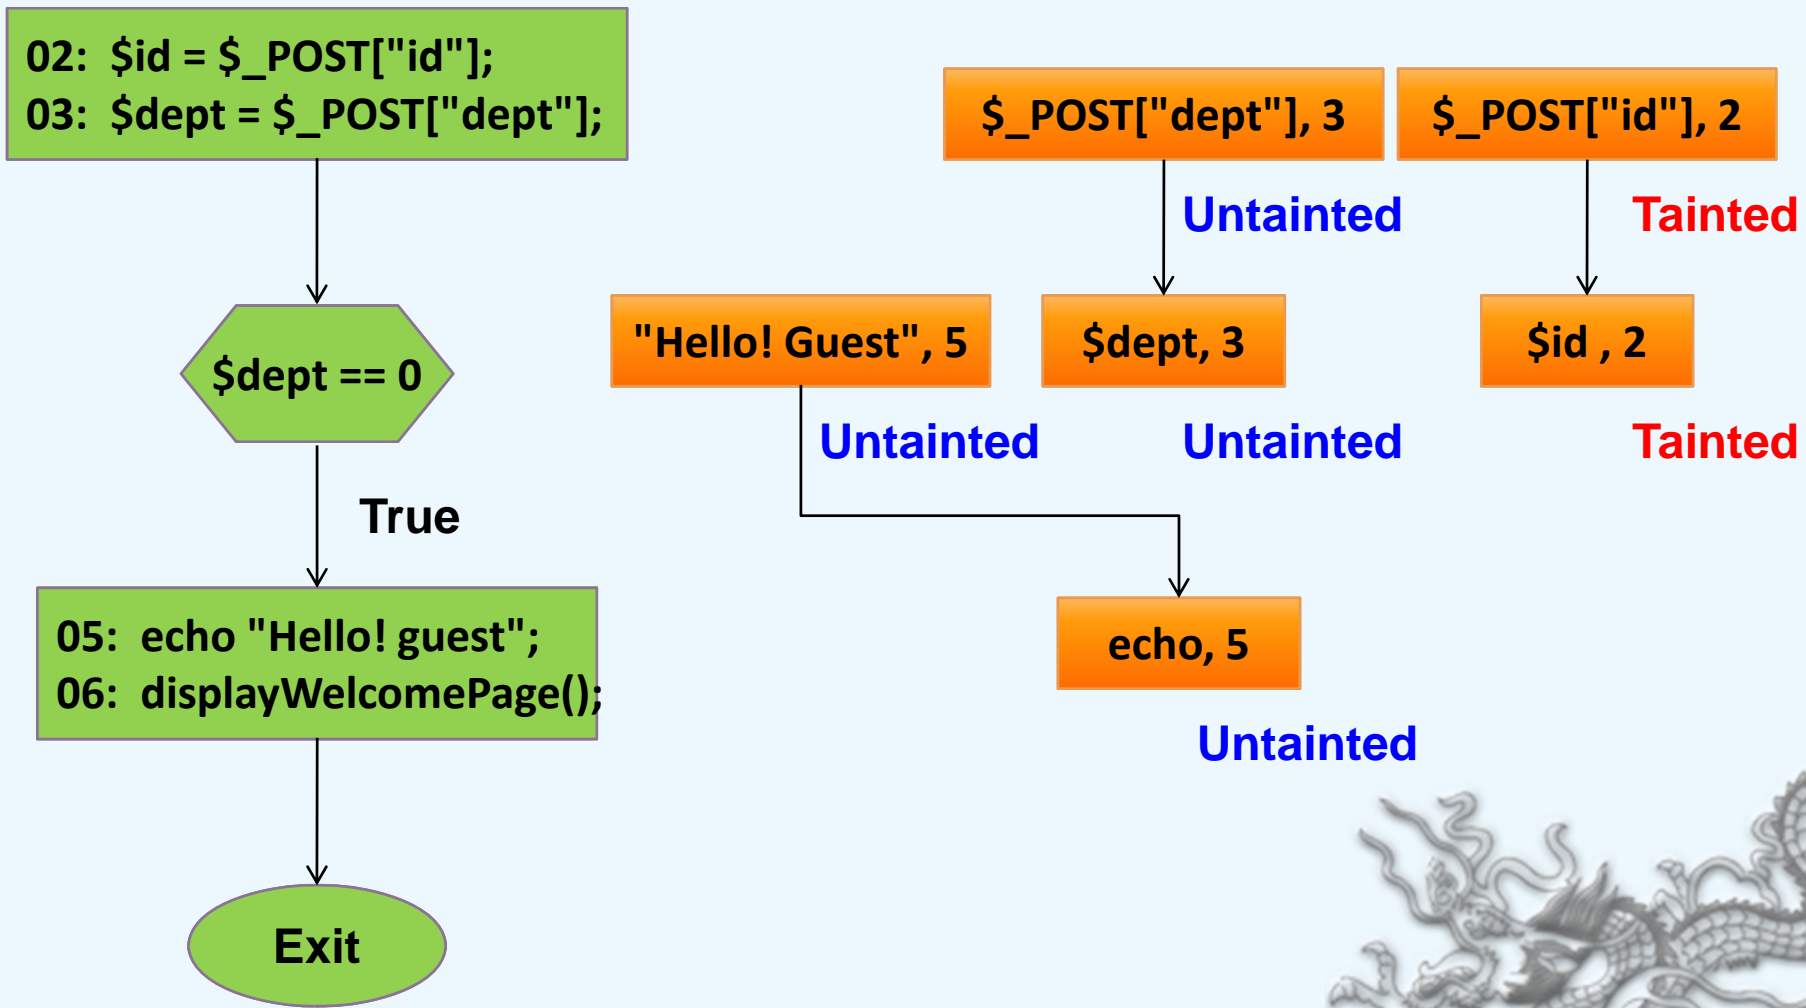 02:  $id = $_POST["id"];
03:  $dept = $_POST["dept"];
$dept == 0
True
05:  echo "Hello! guest";
06:  displayWelcomePage();
Exit
$_POST["dept"], 3
$_POST["id"], 2
Untainted
Tainted
"Hello! Guest", 5
$dept, 3
$id , 2
Untainted
Untainted
Tainted
echo, 5
Untainted